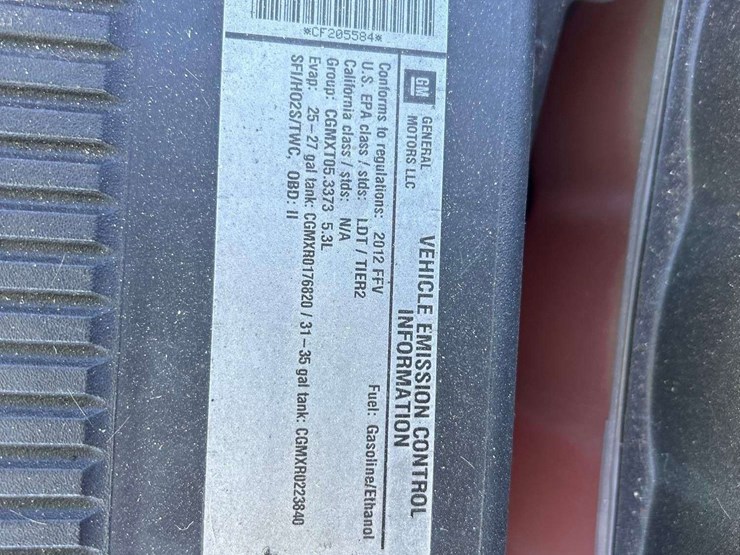 *CF205584*
GM GENERAL MOTORS LLC
VEHICLE EMISSION CONTROL
INFORMATION
Conforms to regulations: 2012 FFV Fuel: Gasoline/Ethanol
U.S. EPA class / stds: LDT / TIER2
California class / stds: N/A
Group: CGMXT05.3373 5.3L
Evap: 25-27 gal tank: CGMXR0176820 / 31-35 gal tank: CGMXR0223840
SFI/HO2S/TWC, OBD: II